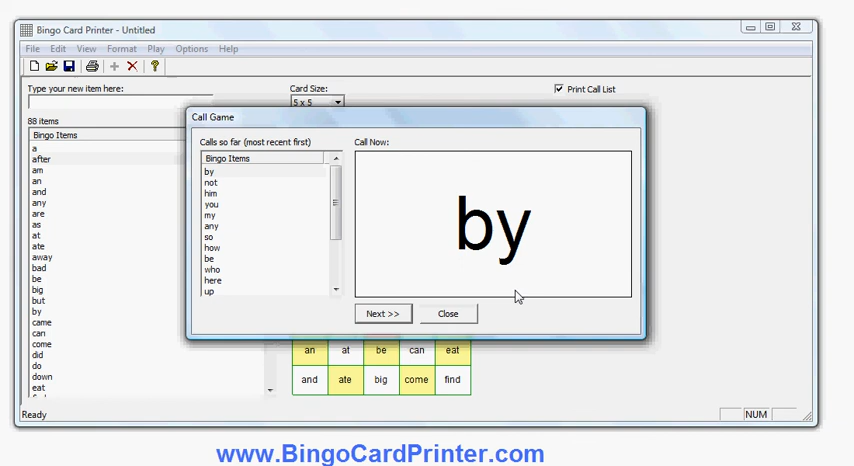 Bingo Card Printer - Untitled
File Edit View Format Play Options Help
Type your new item here:
Card Size:
Print Call List
5 x 5
88 items
Bingo Items
a
after
am
an
and
any
are
as
at
ate
away
bad
be
big
but
by
came
can
come
did
do
down
eat
Call Game
Calls so far (most recent first)
Bingo Items
by
not
him
you
my
any
so
how
be
who
here
up
Call Now:
by
Next >>
Close
an at be can eat
and ate big come find
Ready
NUM
www.BingoCardPrinter.com